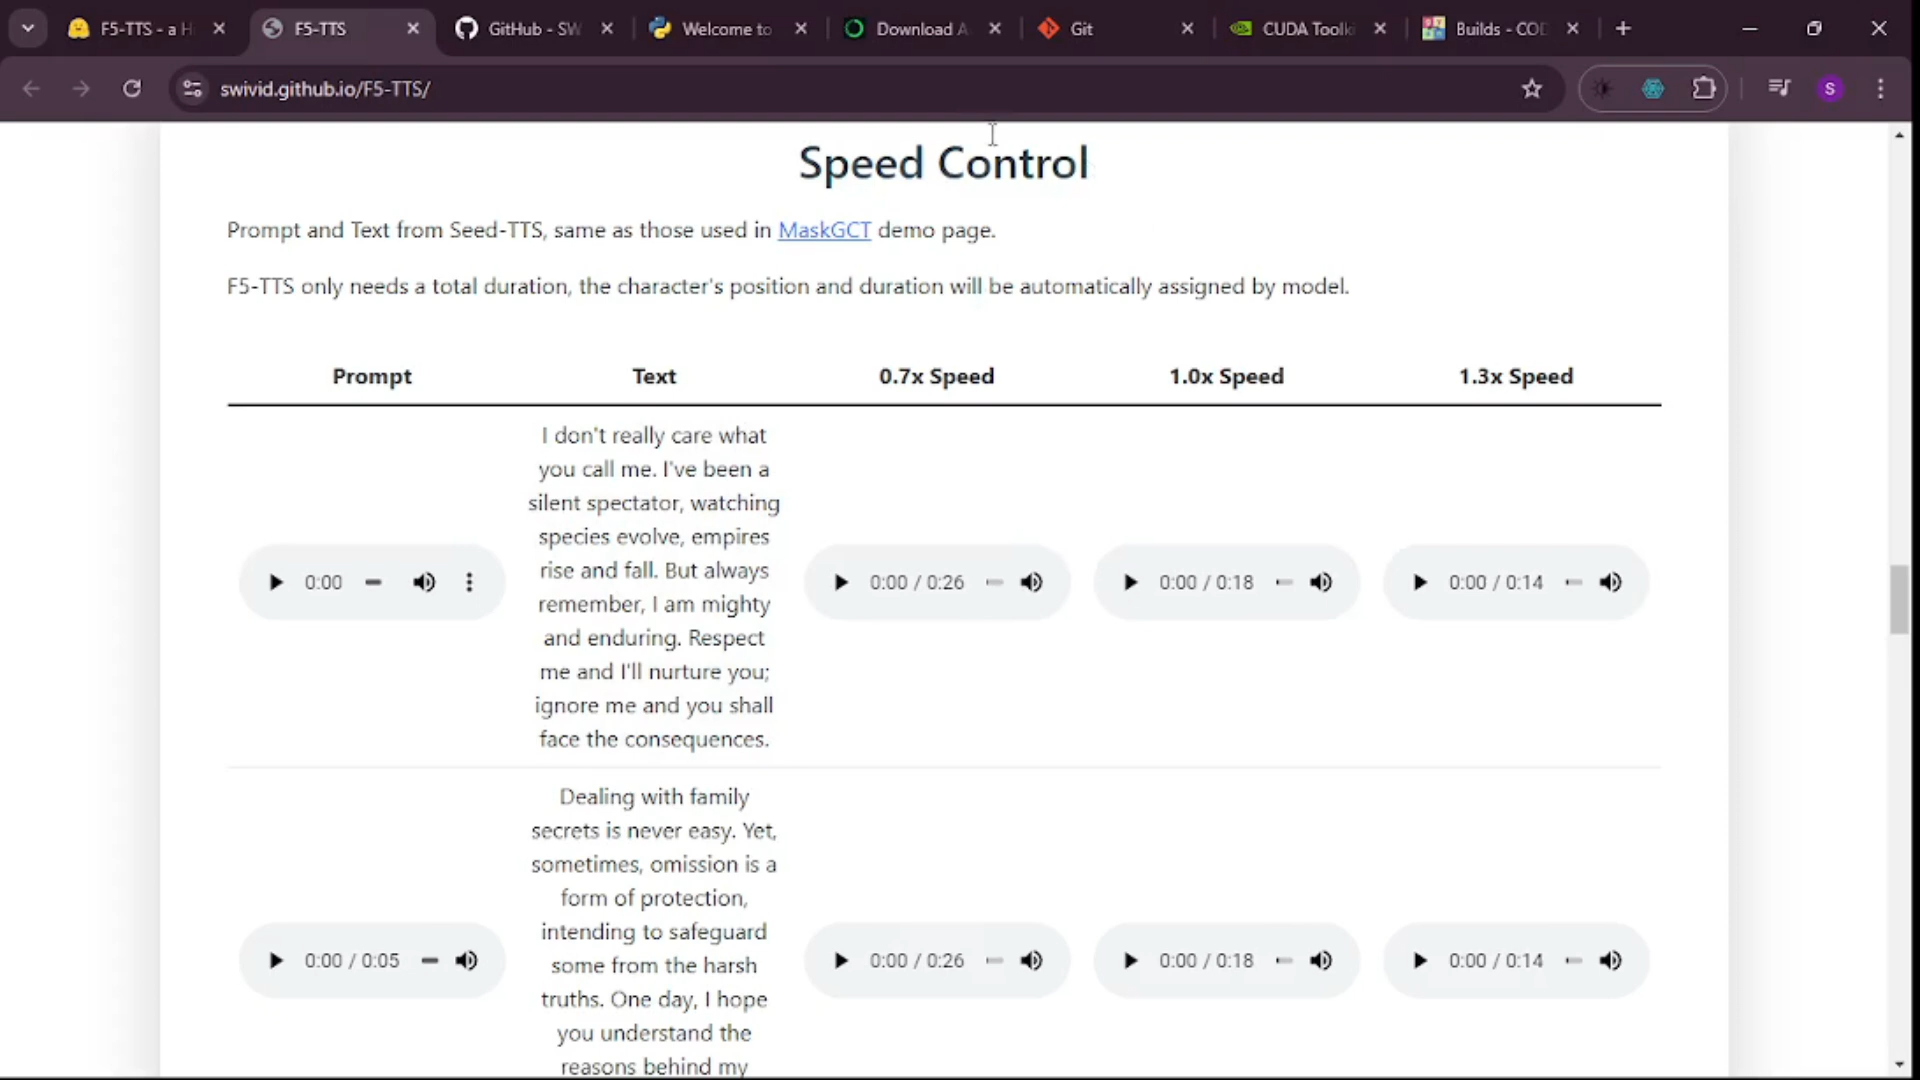 F5-TTS - a H
F5-TTS
GitHub - SW
Welcome to
Download A
Git
CUDA Toolki
Builds - COD
swivid.github.io/F5-TTS/
S
Speed Control
Prompt and Text from Seed-TTS, same as those used in MaskGCT demo page.
F5-TTS only needs a total duration, the character's position and duration will be automatically assigned by model.
Prompt Text 0.7x Speed 1.0x Speed 1.3x Speed
I don't really care what
you call me. I've been a
silent spectator, watching
species evolve, empires
rise and fall. But always
remember, I am mighty
and enduring. Respect
me and I'll nurture you;
ignore me and you shall
face the consequences.
0:00
0:00 / 0:26
0:00 / 0:18
0:00 / 0:14
Dealing with family
secrets is never easy. Yet,
sometimes, omission is a
form of protection,
intending to safeguard
some from the harsh
truths. One day, I hope
you understand the
reasons behind my
0:00 / 0:05
0:00 / 0:26
0:00 / 0:18
0:00 / 0:14